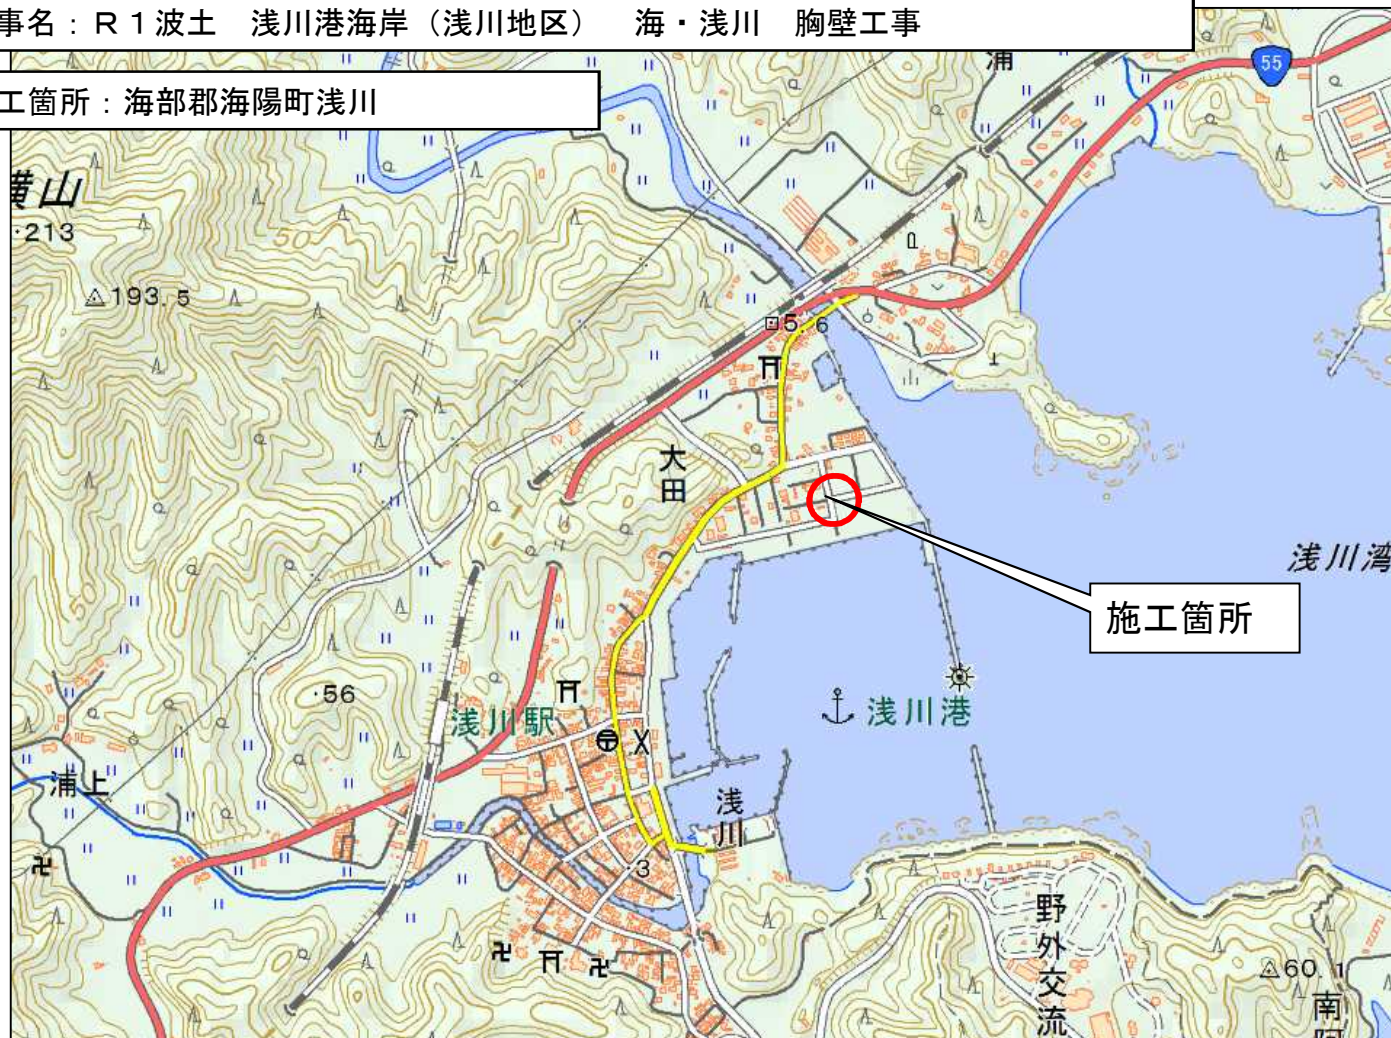 事名：Ｒ１波土　浅川港海岸（浅川地区）　海・浅川　胸壁工事
工箇所：海部郡海陽町浅川
55
浦
横山
·213
193.5
5.6
大田
浅川湾
施工箇所
·56
浅川駅
浅川港
浦上
浅川
·3
野外交流
60.1
南阿
50
50